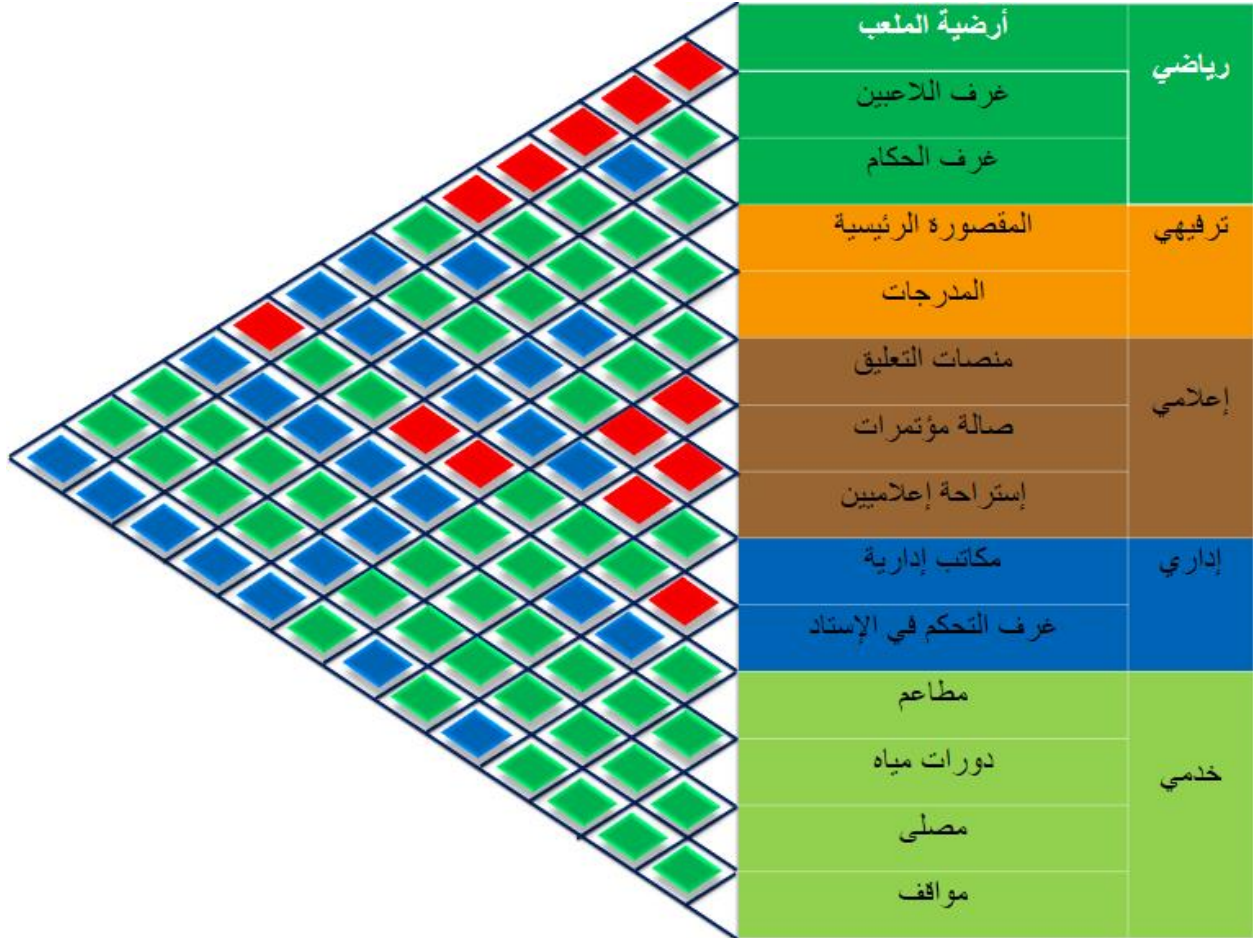 رياضي
أرضية الملعب
غرف اللاعبين
غرف الحكام
ترفيهي
المقصورة الرئيسية
المدرجات
إعلامي
منصات التعليق
صالة مؤتمرات
إستراحة إعلاميين
إداري
مكاتب إدارية
غرف التحكم في الإستاد
خدمي
مطاعم
دورات مياه
مصلى
مواقف